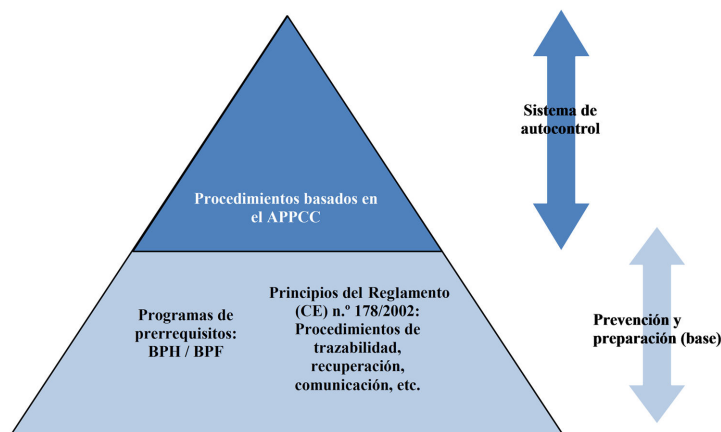 Sistema de
autocontrol
Procedimientos basados en
el APPCC
Programas de
prerrequisitos:
BPH / BPF
Principios del Reglamento
(CE) n.º 178/2002:
Procedimientos de
trazabilidad,
recuperación,
comunicación, etc.
Prevención y
preparación (base)